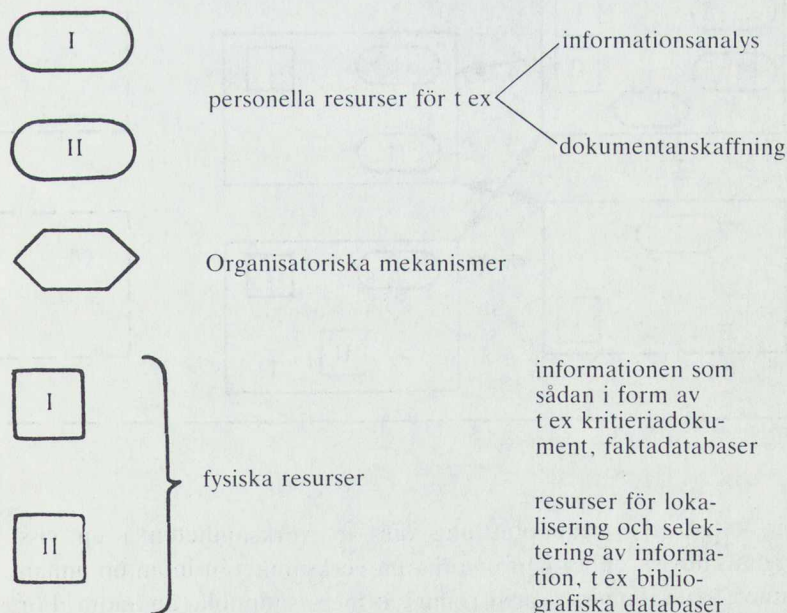 I
informationsanalys
personella resurser för t ex
II
dokumentanskaffning
Organisatoriska mekanismer
I
informationen som
sådan i form av
t ex kritieriadoku-
ment, faktadatabaser
fysiska resurser
II
resurser för loka-
lisering och selek-
tering av informa-
tion, t ex biblio-
grafiska databaser